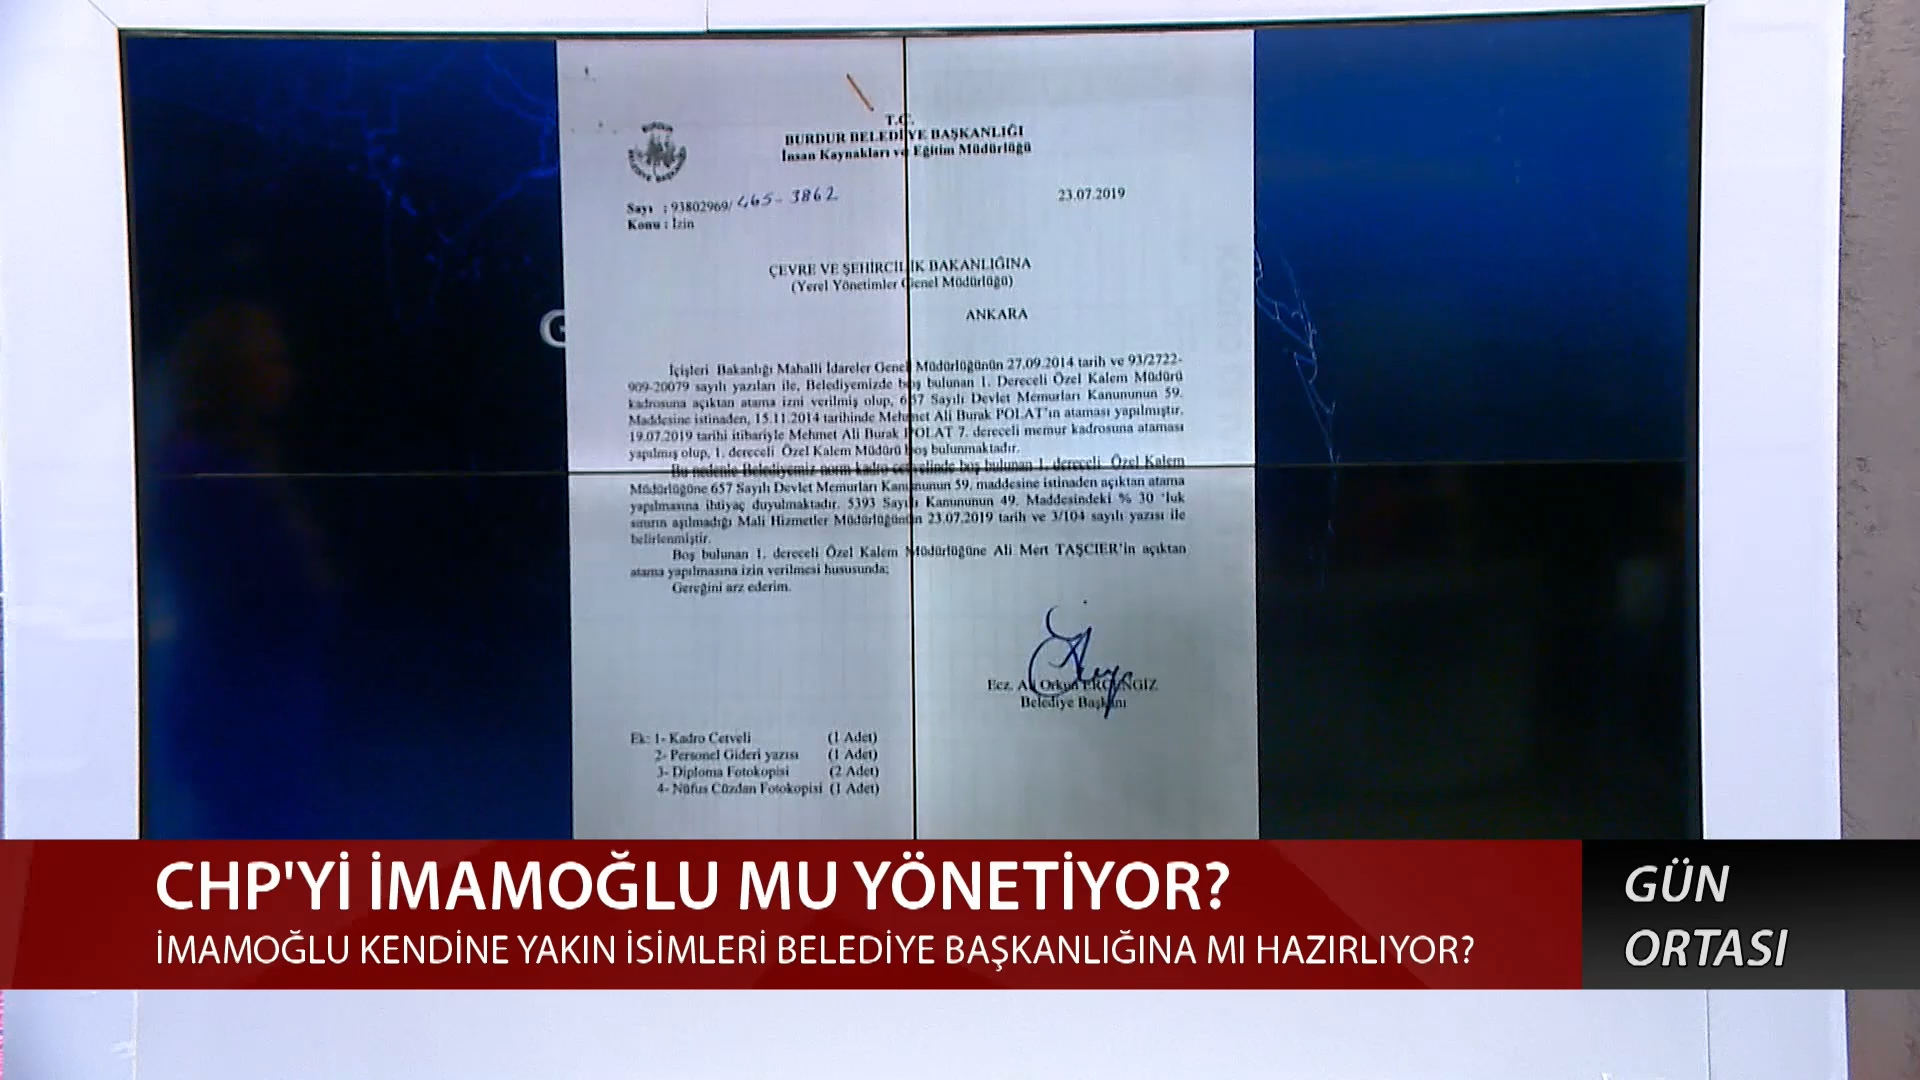 T.C.
BURDUR BELEDİYE BAŞKANLIĞI
İnsan Kaynakları ve Eğitim Müdürlüğü
BURDUR
BELEDİYE BAŞKANLIĞI
Sayı : 93802969/ 465-3862
23.07.2019
Konu : İzin
ÇEVRE VE ŞEHİRCİLİK BAKANLIĞINA
(Yerel Yönetimler Genel Müdürlüğü)
ANKARA
G
İçişleri Bakanlığı Mahalli İdareler Genel Müdürlüğünün 27.09.2014 tarih ve 93/2722-
909-20079 sayılı yazıları ile, Belediyemizde boş bulunan 1. Dereceli Özel Kalem Müdürü
kadrosuna açıktan atama izni verilmiş olup, 657 Sayılı Devlet Memurları Kanununun 59.
Maddesine istinaden, 15.11.2014 tarihinde Mehmet Ali Burak POLAT'ın ataması yapılmıştır.
19.07.2019 tarihi itibariyle Mehmet Ali Burak POLAT 7. dereceli memur kadrosuna ataması
yapılmış olup, 1. dereceli Özel Kalem Müdürü boş bulunmaktadır.
Bu nedenle Belediyemiz norm kadro cetvelinde boş bulunan 1. dereceli Özel Kalem
Müdürlüğüne 657 Sayılı Devlet Memurları Kanununun 59. maddesine istinaden açıktan atama
yapılmasına ihtiyaç duyulmaktadır. 5393 Sayılı Kanununun 49. Maddesindeki % 30 'luk
sınırın aşılmadığı Mali Hizmetler Müdürlüğünün 23.07.2019 tarih ve 3/104 sayılı yazısı ile
belirlenmiştir.
Boş bulunan 1. dereceli Özel Kalem Müdürlüğüne Ali Mert TAŞCIER'in açıktan
atama yapılmasına izin verilmesi hususunda;
Gereğini arz ederim.
Ecz. Ali Orkun ERCENGİZ
Belediye Başkanı
Ek: 1- Kadro Cetveli (1 Adet)
2- Personel Gideri yazısı (1 Adet)
3- Diploma Fotokopisi (2 Adet)
4- Nüfus Cüzdan Fotokopisi (1 Adet)
CHP'Yİ İMAMOĞLU MU YÖNETİYOR?
İMAMOĞLU KENDİNE YAKIN İSİMLERİ BELEDİYE BAŞKANLIĞINA MI HAZIRLIYOR?
GÜN
ORTASI